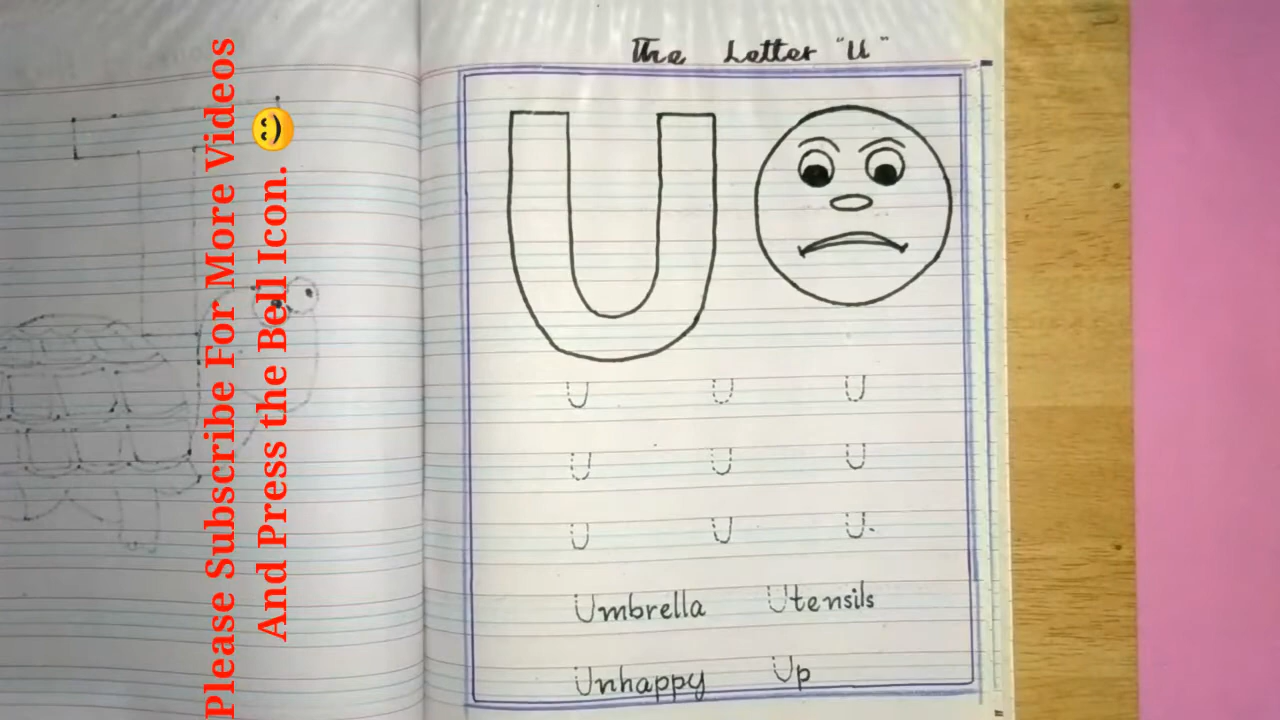 The Letter "U"
U
U U U
U U U
U U U
Umbrella Utensils
Unhappy Up
Please Subscribe For More Videos
And Press the Bell Icon. 😊